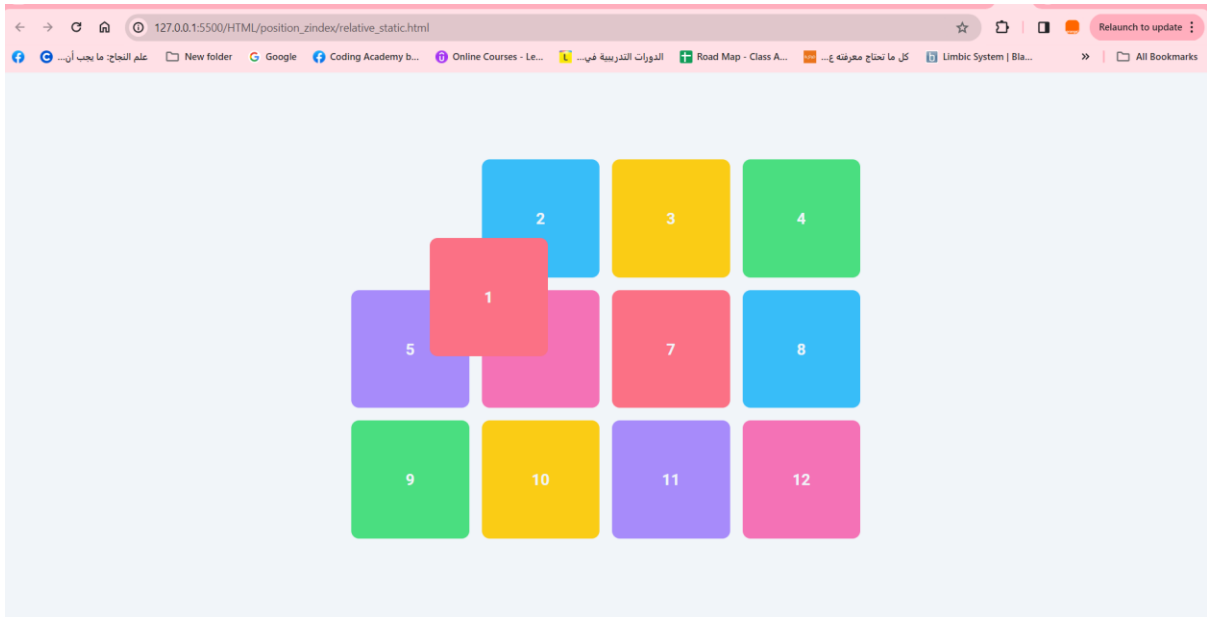 127.0.0.1:5500/HTML/position_zindex/relative_static.html
Relaunch to update
علم النجاح: ما يجب أن...
New folder
Google
Coding Academy b...
Online Courses - Le...
الدورات التدريبية في...
Road Map - Class A...
كل ما تحتاج معرفته ع...
Limbic System | Bla...
»
All Bookmarks
2
3
4
1
5
7
8
9
10
11
12